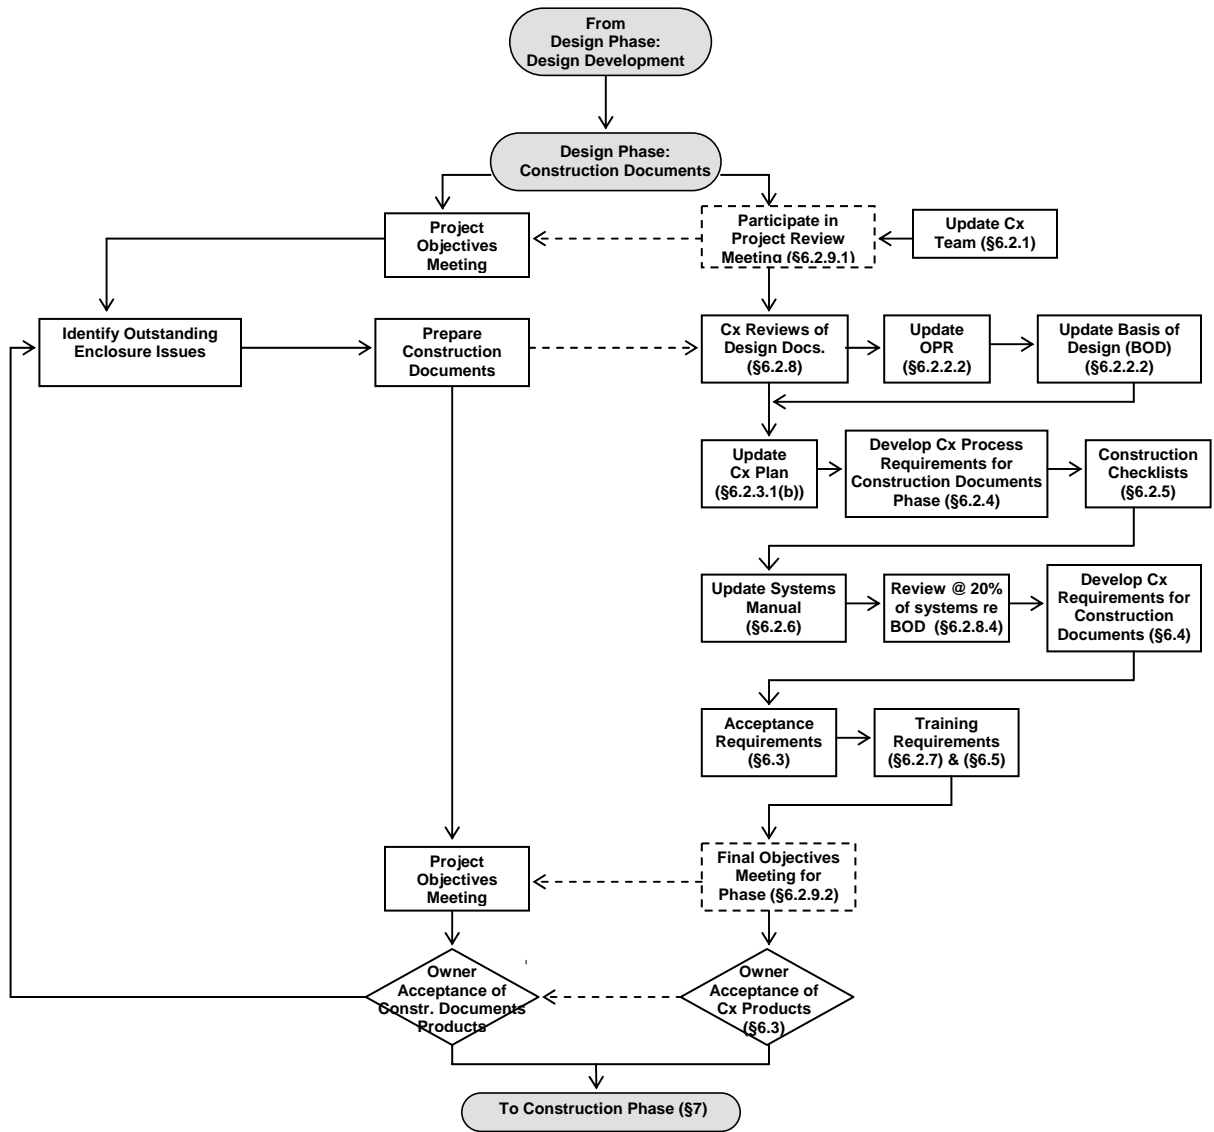 From
Design Phase:
Design Development
Design Phase:
Construction Documents
Project
Objectives
Meeting
Participate in
Project Review
Meeting (§6.2.9.1)
Update Cx
Team (§6.2.1)
Identify Outstanding
Enclosure Issues
Prepare
Construction
Documents
Cx Reviews of
Design Docs.
(§6.2.8)
Update
OPR
(§6.2.2.2)
Update Basis of
Design (BOD)
(§6.2.2.2)
Update
Cx Plan
(§6.2.3.1(b))
Develop Cx Process
Requirements for
Construction Documents
Phase (§6.2.4)
Construction
Checklists
(§6.2.5)
Update Systems
Manual
(§6.2.6)
Review @ 20%
of systems re
BOD (§6.2.8.4)
Develop Cx
Requirements for
Construction
Documents (§6.4)
Acceptance
Requirements
(§6.3)
Training
Requirements
(§6.2.7) & (§6.5)
Project
Objectives
Meeting
Final Objectives
Meeting for
Phase (§6.2.9.2)
Owner
Acceptance of
Constr. Documents
Products
Owner
Acceptance of
Cx Products
(§6.3)
To Construction Phase (§7)